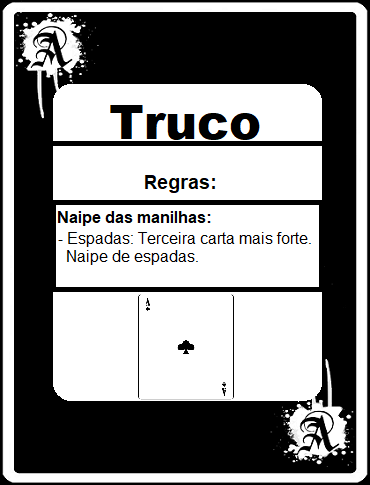 A
Truco
Regras:
Naipe das manilhas:
- Espadas: Terceira carta mais forte.
Naipe de espadas.
A
A
A